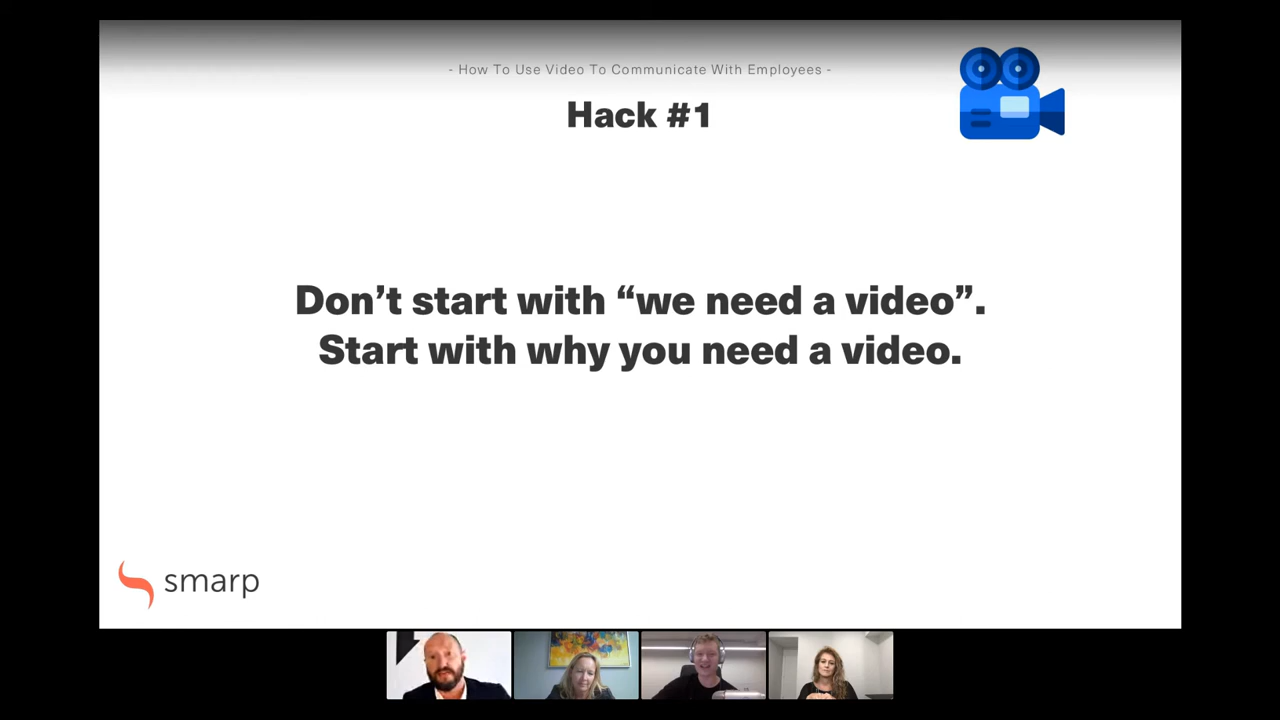 - How To Use Video To Communicate With Employees -
Hack #1
Don’t start with “we need a video”.
Start with why you need a video.
smarp